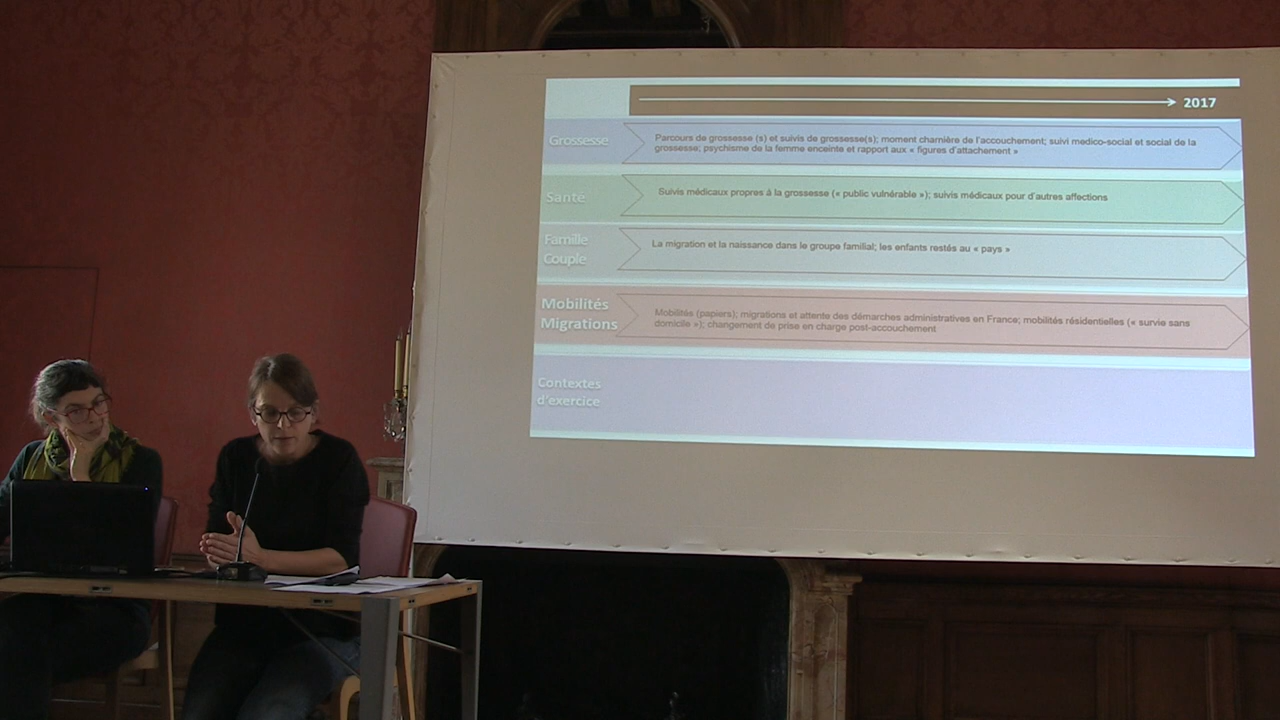 2017
Grossesse
Parcours de grossesse (s) et suivis de grossesse(s); moment charnière de l'accouchement; suivi medico-social et social de la
grossesse; psychisme de la femme enceinte et rapport aux « figures d'attachement »
Santé
Suivis médicaux propres à la grossesse (« public vulnérable »); suivis médicaux pour d'autres affections
Famille
Couple
La migration et la naissance dans le groupe familial; les enfants restés au « pays »
Mobilités
Migrations
Mobilités (papiers); migrations et attente des démarches administratives en France; mobilités résidentielles (« survie sans
domicile »); changement de prise en charge post-accouchement
Contextes
d'exercice